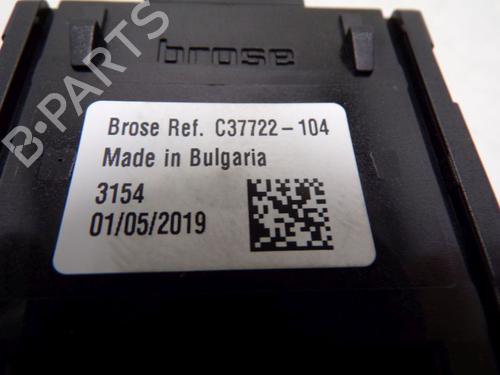 brose
Brose Ref. C37722-104
Made in Bulgaria
3154
01/05/2019
B-PARTS